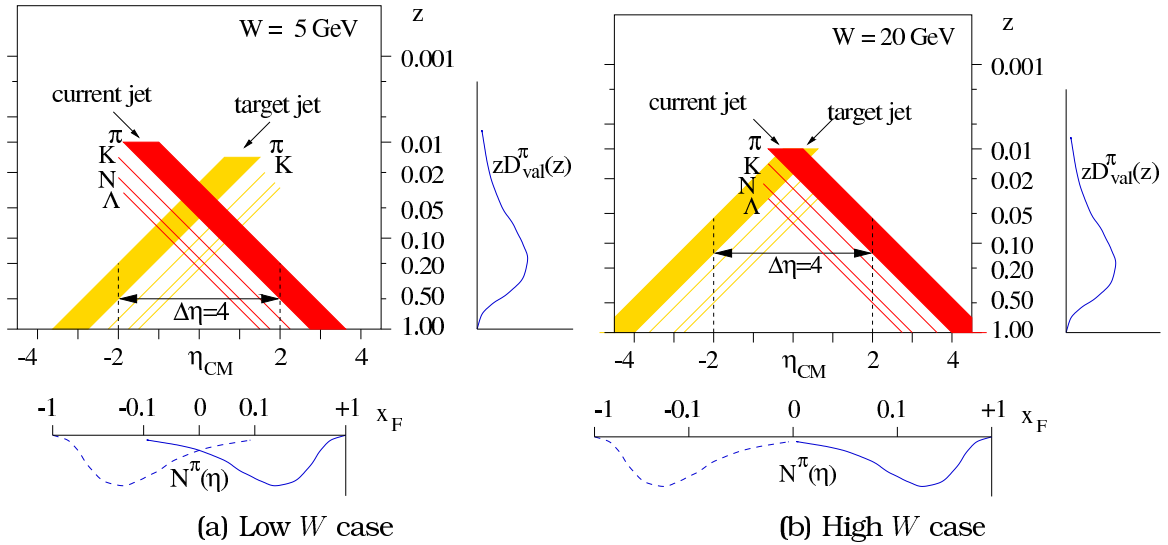 W = 5 GeV
z
0.001
current jet
target jet
π
K
N
Λ
π
K
0.01
0.02
0.05
0.10
0.20
0.50
1.00
zD^π_val(z)
Δη=4
-4
-2
η_CM
2
4
-1
-0.1
0
0.1
+1
x_F
N^π(η)
(a) Low W case
W = 20 GeV
z
0.001
current jet
target jet
π
K
N
Λ
0.01
0.02
0.05
0.10
0.20
0.50
1.00
zD^π_val(z)
Δη=4
-4
-2
η_CM
2
4
-1
-0.1
0
0.1
+1
x_F
N^π(η)
(b) High W case